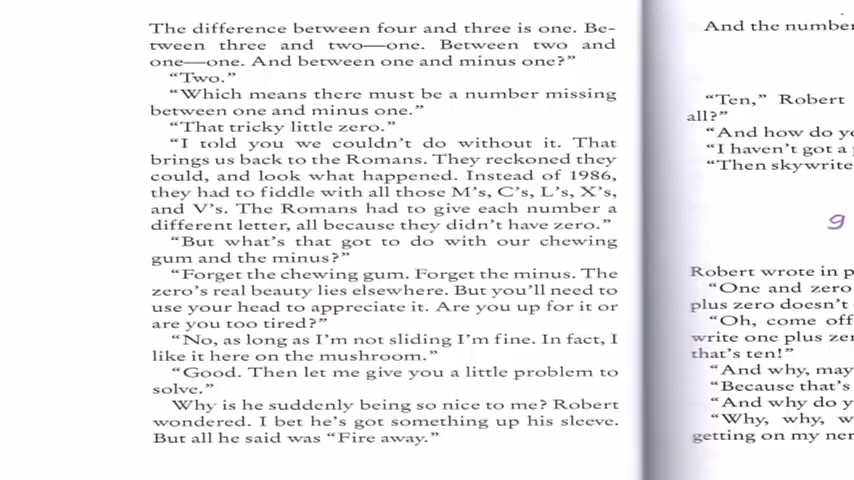 The difference between four and three is one. Be-
tween three and two—one. Between two and
one—one. And between one and minus one?"
"Two."
"Which means there must be a number missing
between one and minus one."
"That tricky little zero."
"I told you we couldn't do without it. That
brings us back to the Romans. They reckoned they
could, and look what happened. Instead of 1986,
they had to fiddle with all those M's, C's, L's, X's,
and V's. The Romans had to give each number a
different letter, all because they didn't have zero."
"But what's that got to do with our chewing
gum and the minus?"
"Forget the chewing gum. Forget the minus. The
zero's real beauty lies elsewhere. But you'll need to
use your head to appreciate it. Are you up for it or
are you too tired?"
"No, as long as I'm not sliding I'm fine. In fact, I
like it here on the mushroom."
"Good. Then let me give you a little problem to
solve."
Why is he suddenly being so nice to me? Robert
wondered. I bet he's got something up his sleeve.
But all he said was "Fire away."
And the number
"Ten," Robert
all?"
"And how do
"I haven't got a
"Then skywrite
9
Robert wrote in
"One and zero
plus zero doesn't
"Oh, come off
write one plus
that's ten!"
"And why, may
"Because that's
"And why do
"Why, why,
getting on my